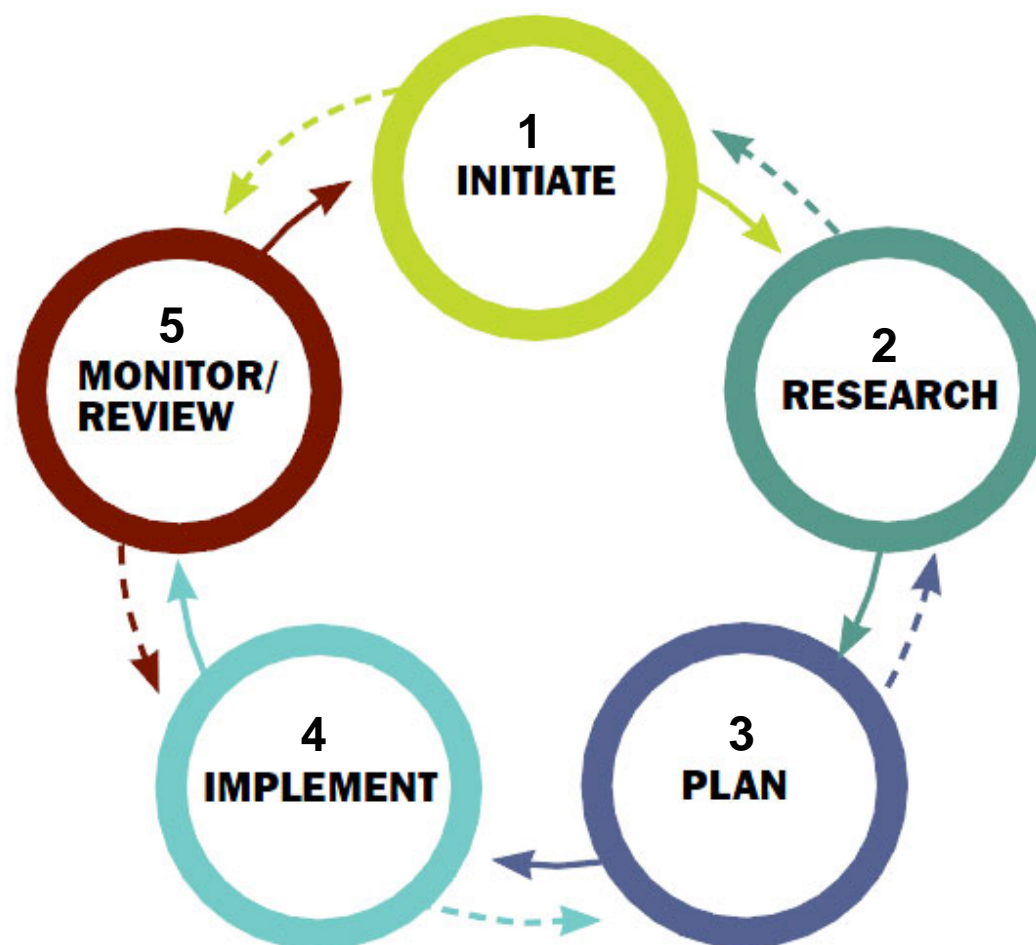 1
INITIATE
2
RESEARCH
3
PLAN
4
IMPLEMENT
5
MONITOR/
REVIEW